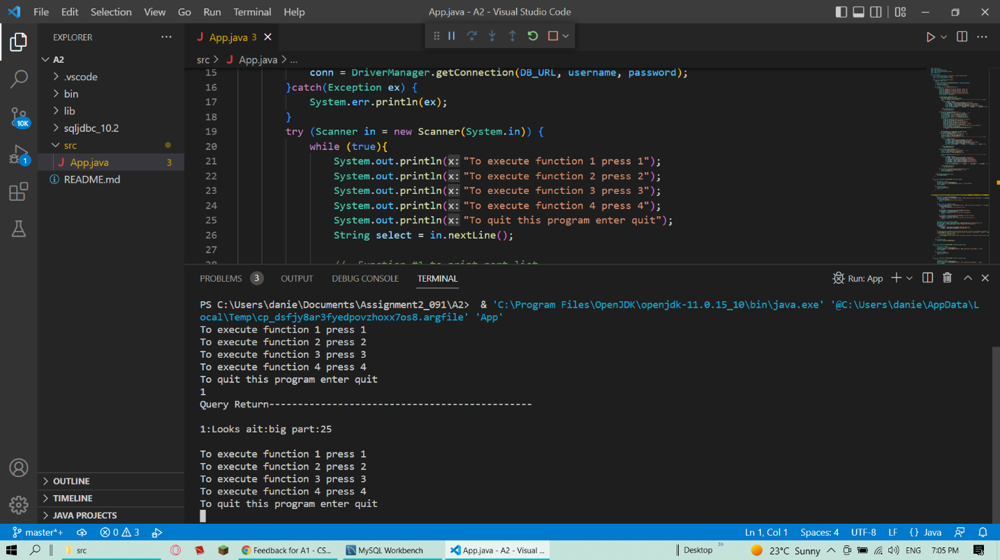 File Edit Selection View Go Run Terminal Help
App.java - A2 - Visual Studio Code
EXPLORER
A2
.vscode
bin
lib
sqljdbc_10.2
src
J App.java 3
README.md
OUTLINE
TIMELINE
JAVA PROJECTS
10K
1
J App.java 3
src > J App.java > ...
15 conn = DriverManager.getConnection(DB_URL, username, password);
16 }catch(Exception ex) {
17 System.err.println(ex);
18 }
19 try (Scanner in = new Scanner(System.in)) {
20 while (true){
21 System.out.println(x: "To execute function 1 press 1");
22 System.out.println(x: "To execute function 2 press 2");
23 System.out.println(x: "To execute function 3 press 3");
24 System.out.println(x: "To execute function 4 press 4");
25 System.out.println(x: "To quit this program enter quit");
26 String select = in.nextLine();
27
28 // Function #1 to print part list
PROBLEMS 3 OUTPUT DEBUG CONSOLE TERMINAL
Run: App
PS C:\Users\danie\Documents\Assignment2_091\A2> & 'C:\Program Files\OpenJDK\openjdk-11.0.15_10\bin\java.exe' '@C:\Users\danie\AppData\L
ocal\Temp\cp_dsfjy8ar3fyedpovzhoxx7os8.argfile' 'App'
To execute function 1 press 1
To execute function 2 press 2
To execute function 3 press 3
To execute function 4 press 4
To quit this program enter quit
1
Query Return----------------------------------------------
1:Looks ait:big part:25
To execute function 1 press 1
To execute function 2 press 2
To execute function 3 press 3
To execute function 4 press 4
To quit this program enter quit
master*+ 0 3
Ln 1, Col 1 Spaces: 4 UTF-8 LF {} Java
src
Feedback for A1 - CS...
MySQL Workbench
App.java - A2 - Visual ...
Desktop
23°C Sunny
ENG
7:05 PM